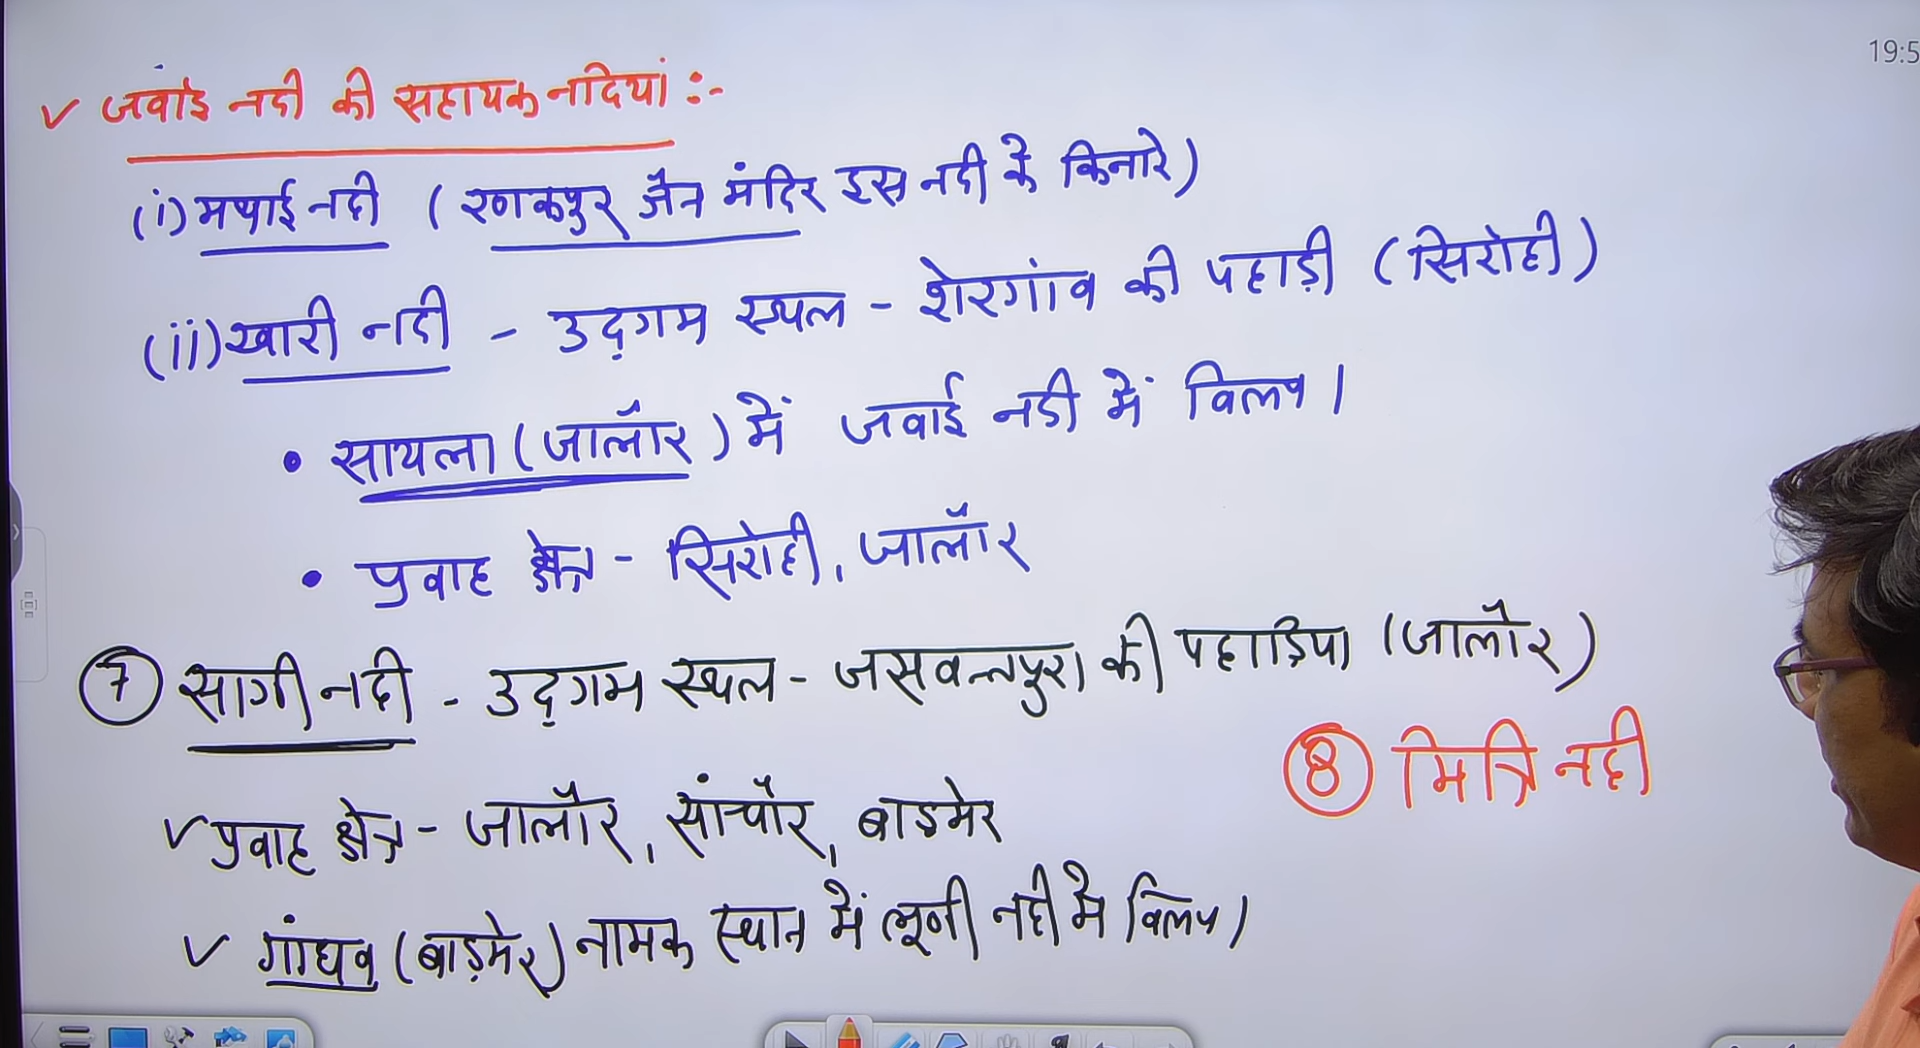 19:5
✓ जवाई नदी की सहायक नदियां :-
(i) मथाई नदी ( रणकपुर जैन मंदिर इस नदी के किनारे )
(ii) खारी नदी - उद्गम स्थल - शेरगांव की पहाड़ी ( सिरोही )
• सायला ( जालौर ) में जवाई नदी में विलय।
• प्रवाह क्षेत्र - सिरोही, जालौर
⑦ सागी नदी - उद्गम स्थल - जसवन्तपुरा की पहाड़िया ( जालौर )
⑧ मित्रि नदी
✓ प्रवाह क्षेत्र - जालौर, सांचौर, बाडमेर
✓ गांधव ( बाड़मेर ) नामक स्थान में लूनी नदी में विलय।